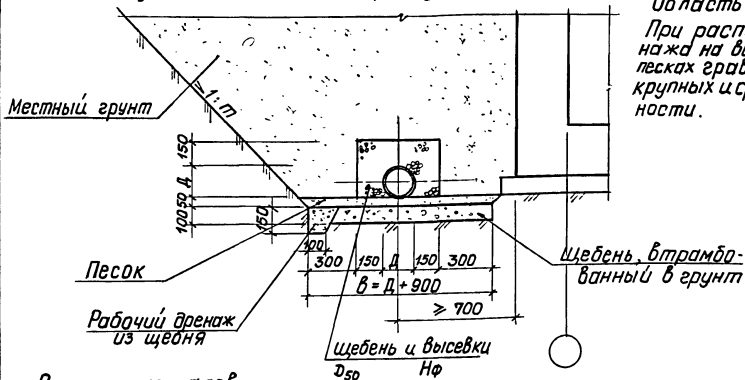 Область
При расп
нажа на в
песках грав
крупных и ср
ности.
Местный грунт
≥1:m
150
Д
50
100
150
100
300 150 Д 150 300
В = Д + 900
≥ 700
Песок
Рабочий дренаж
из щебня
Щебень, втрамбо-
ванный в грунт
Щебень и высевки
D50 Нф